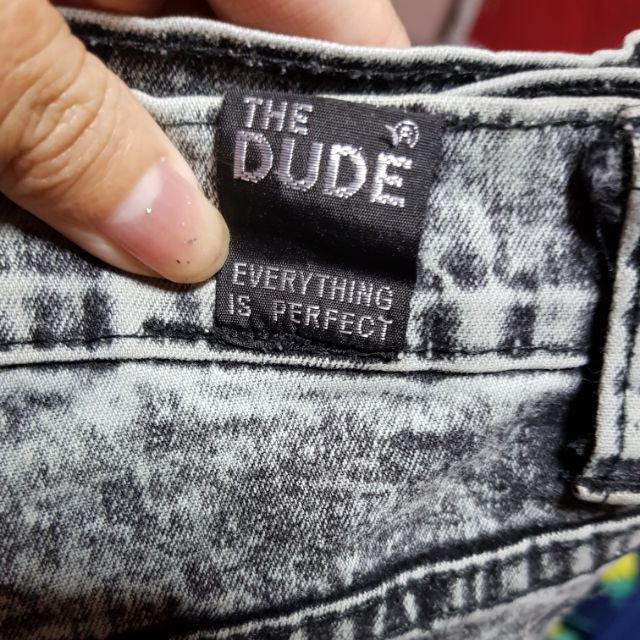 THE
DUDE®
EVERYTHING
IS PERFECT